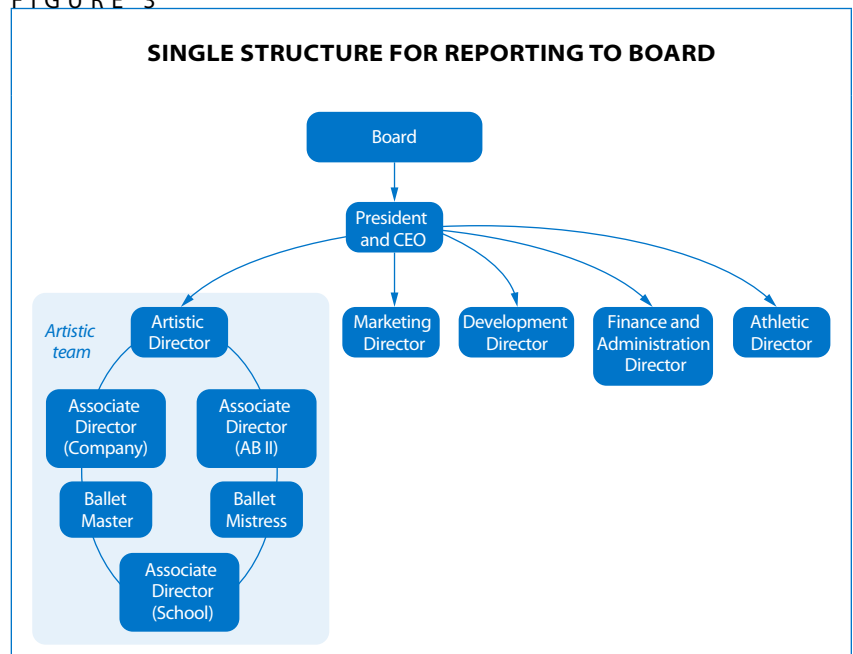 FIGURE 3
SINGLE STRUCTURE FOR REPORTING TO BOARD
Board
President
and CEO
Artistic
team
Artistic
Director
Marketing
Director
Development
Director
Finance and
Administration
Director
Athletic
Director
Associate
Director
(Company)
Associate
Director
(AB II)
Ballet
Master
Ballet
Mistress
Associate
Director
(School)